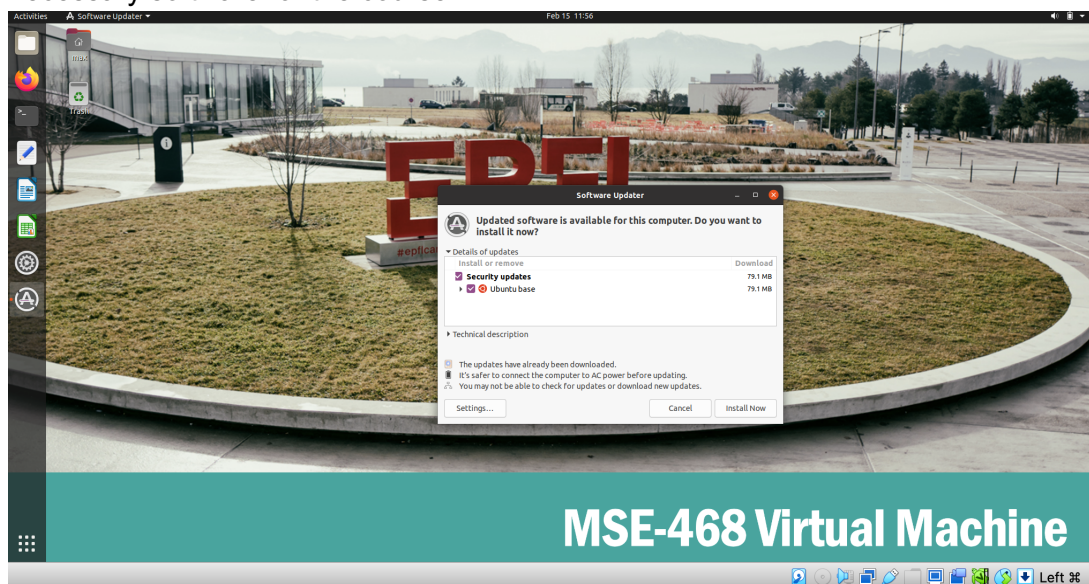 Activities
Software Updater
Feb 15 11:56
max
Trash
EPFL
#epflca
Software Updater
Updated software is available for this computer. Do you want to
install it now?
Details of updates
Install or remove
Download
Security updates
79.1 MB
Ubuntu base
79.1 MB
Technical description
The updates have already been downloaded.
It's safer to connect the computer to AC power before updating.
You may not be able to check for updates or download new updates.
Settings...
Cancel
Install Now
MSE-468 Virtual Machine
Left ⌘